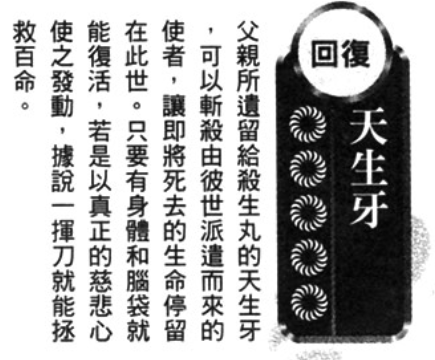 回復
天生牙
父親所遺留給殺生丸的天生牙
，可以斬殺由彼世派遣而來的
使者，讓即將死去的生命停留
在此世。只要有身體和腦袋就
能復活，若是以真正的慈悲心
使之發動，據說一揮刀就能拯
救百命。